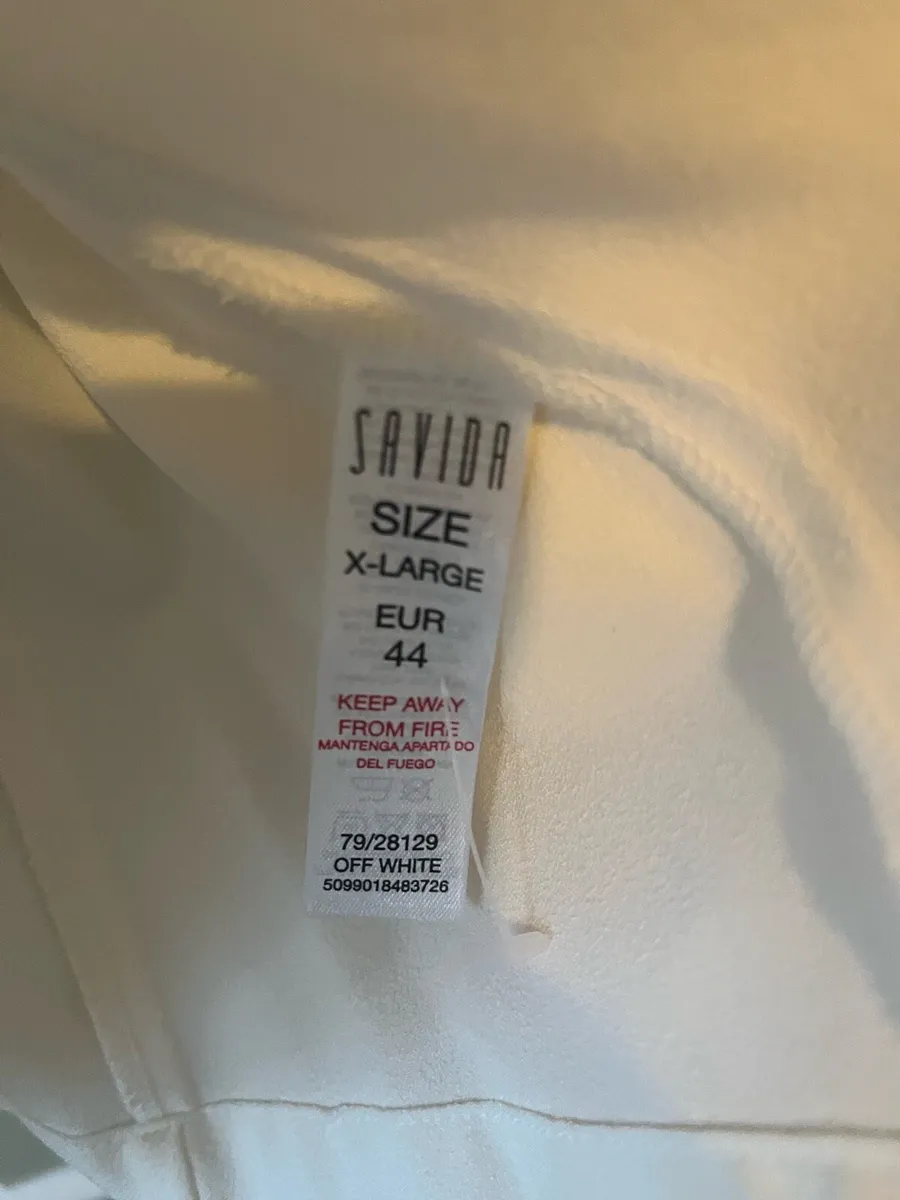 SAVIDA
SIZE
X-LARGE
EUR
44
KEEP AWAY
FROM FIRE
MANTENGA APARTADO
DEL FUEGO
79/28129
OFF WHITE
5099018483726